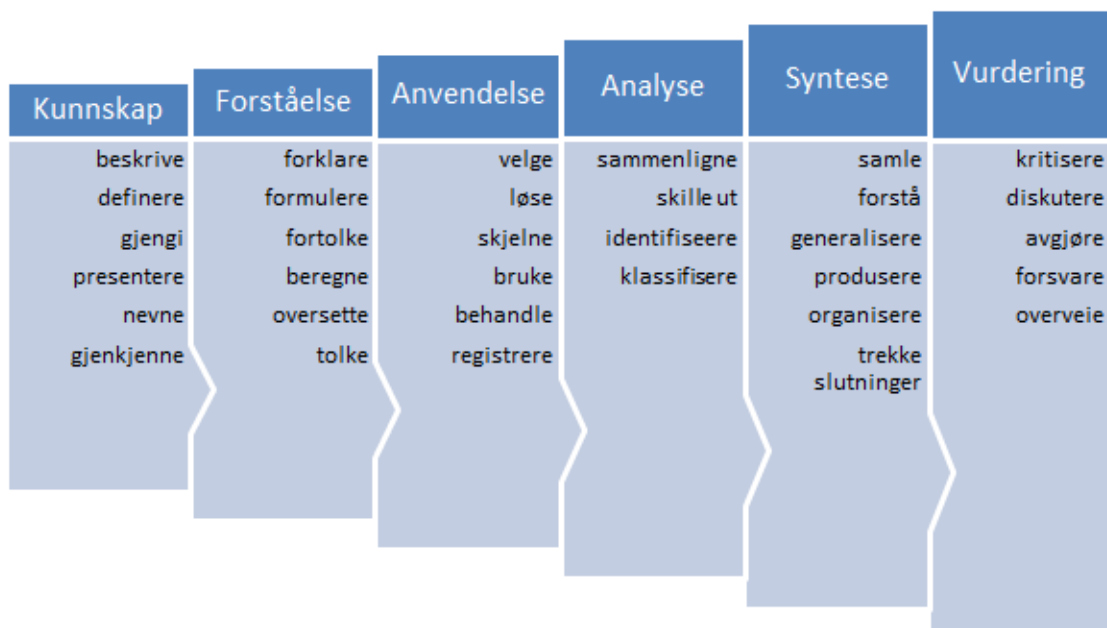 Kunnskap
beskrive
definere
gjengi
presentere
nevne
gjenkjenne
Forståelse
forklare
formulere
fortolke
beregne
oversette
tolke
Anvendelse
velge
løse
skjelne
bruke
behandle
registrere
Analyse
sammenligne
skille ut
identifiseere
klassifisere
Syntese
samle
forstå
generalisere
produsere
organisere
trekke
slutninger
Vurdering
kritisere
diskutere
avgjøre
forsvare
overveie